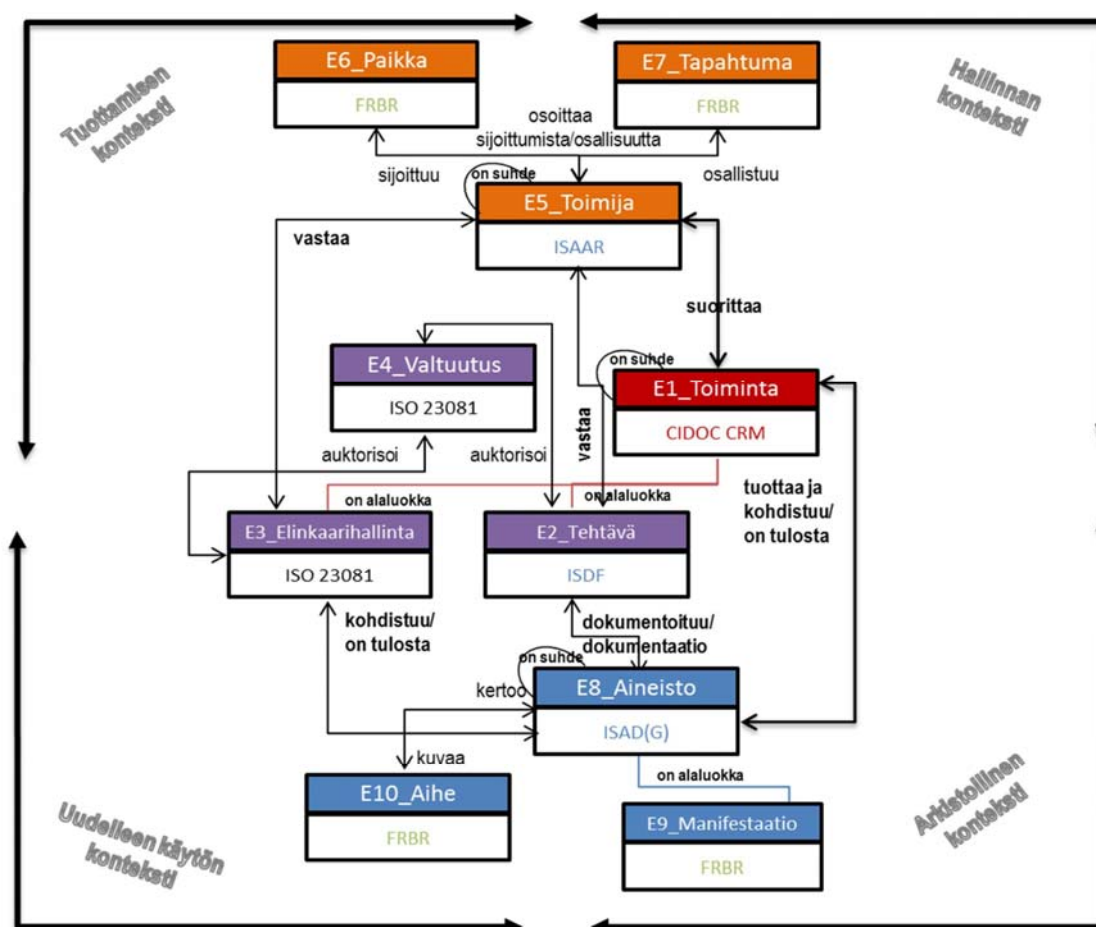 Tuottamisen
konteksti
E6_Paikka
FRBR
E7_Tapahtuma
FRBR
Hallinnan
konteksti
osoittaa
sijoittumista/osallisuutta
sijoittuu
on suhde
osallistuu
E5_Toimija
ISAAR
vastaa
suorittaa
E4_Valtuutus
ISO 23081
on suhde
E1_Toiminta
CIDOC CRM
vastaa
auktorisoi
auktorisoi
on alaluokka
on alaluokka
tuottaa ja
kohdistuu/
on tulosta
E3_Elinkaarihallinta
ISO 23081
E2_Tehtävä
ISDF
kohdistuu/
on tulosta
dokumentoituu/
dokumentaatio
on suhde
E8_Aineisto
ISAD(G)
kertoo
kuvaa
on alaluokka
E10_Aihe
FRBR
E9_Manifestaatio
FRBR
Uudelleen käytön
konteksti
Arkistollinen
konteksti